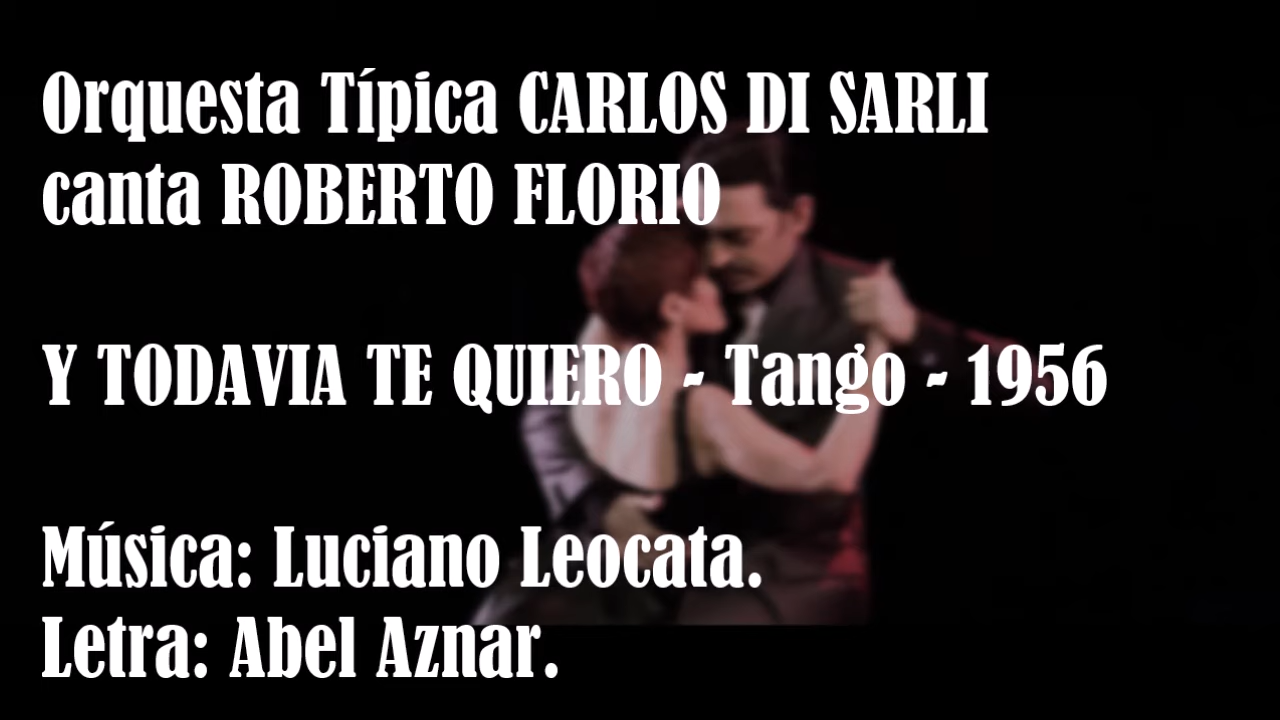 Orquesta Típica CARLOS DI SARLI
canta ROBERTO FLORIO
Y TODAVIA TE QUIERO - Tango - 1956
Música: Luciano Leocata.
Letra: Abel Aznar.